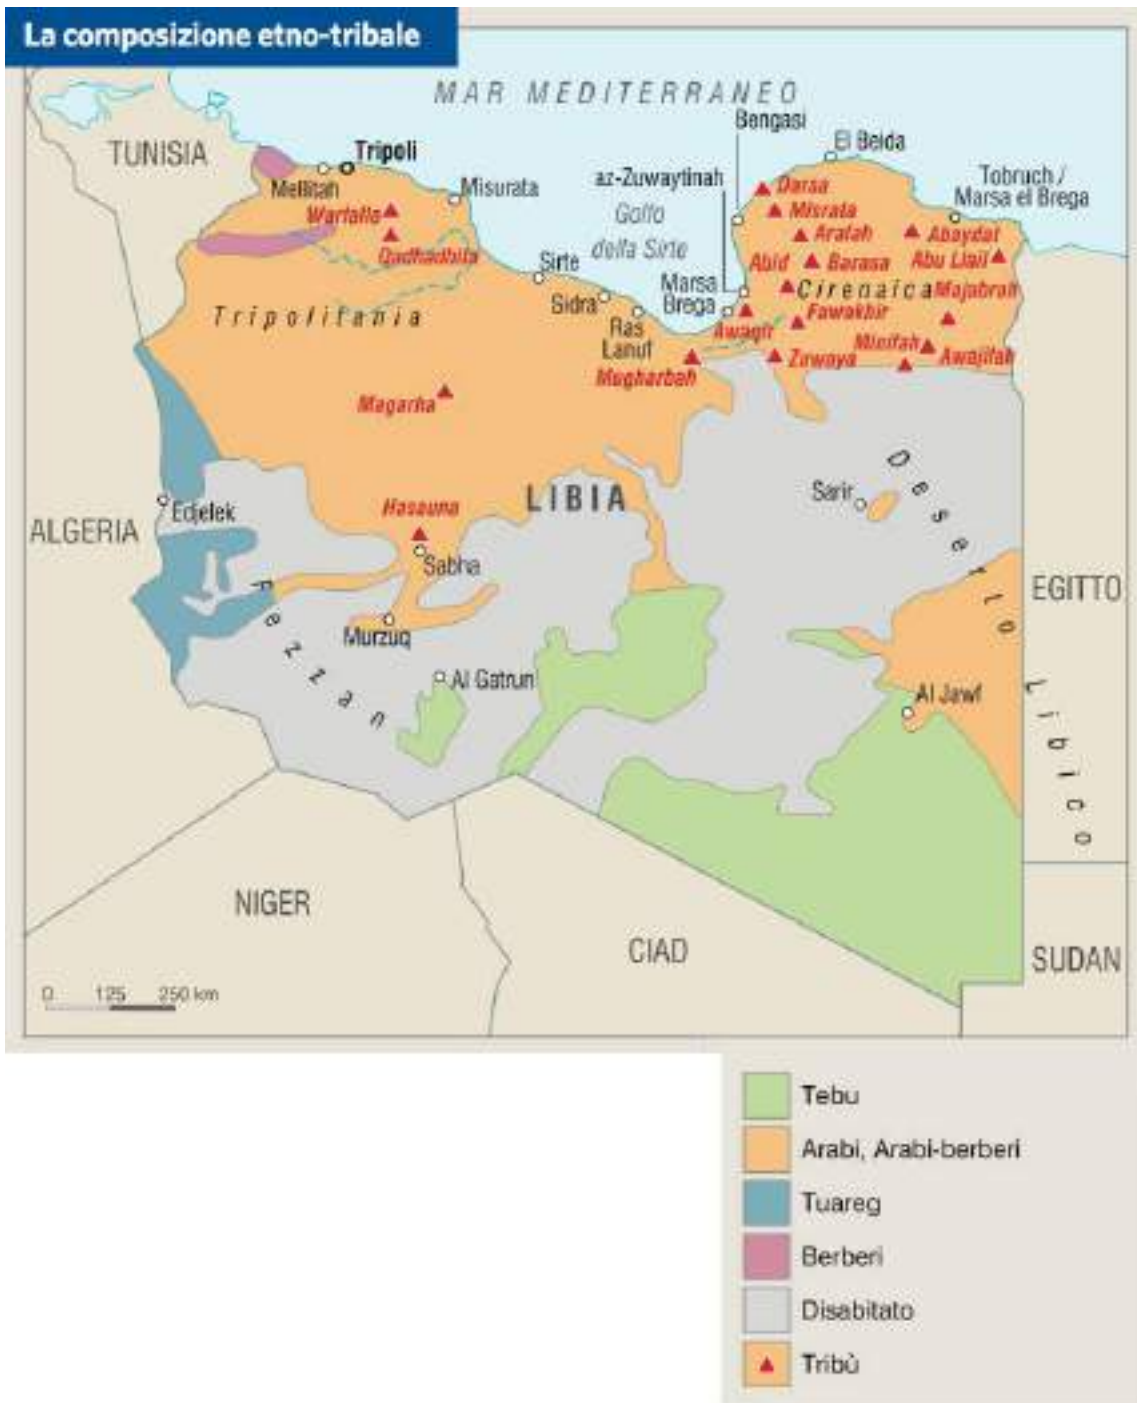 La composizione etno-tribale
MAR MEDITERRANEO
TUNISIA
Tripoli
Mellitah
Misurata
Warfalla
Qadhadhifa
Bengasi
El Beida
az-Zuwaytinah
Tobruch /
Marsa el Brega
Golfo
della Sirte
Darsa
Misrata
Arafah
Abaydat
Abid
Barasa
Abu Llail
Sirte
Sidra
Ras
Lanuf
Marsa
Brega
Cirenaica
Majabrah
Fawakhir
Awaqir
Minifah
Awajilah
Zuwaya
Mugharbah
Tripolitania
Magarha
Hasauna
LIBIA
Sarir
Deserto Libico
ALGERIA
Edjelek
Sabha
Fezzan
Murzuq
Al Gatrun
Al Jawf
EGITTO
NIGER
CIAD
SUDAN
0 125 250 km
Tebu
Arabi, Arabi-berberi
Tuareg
Berberi
Disabitato
Tribù